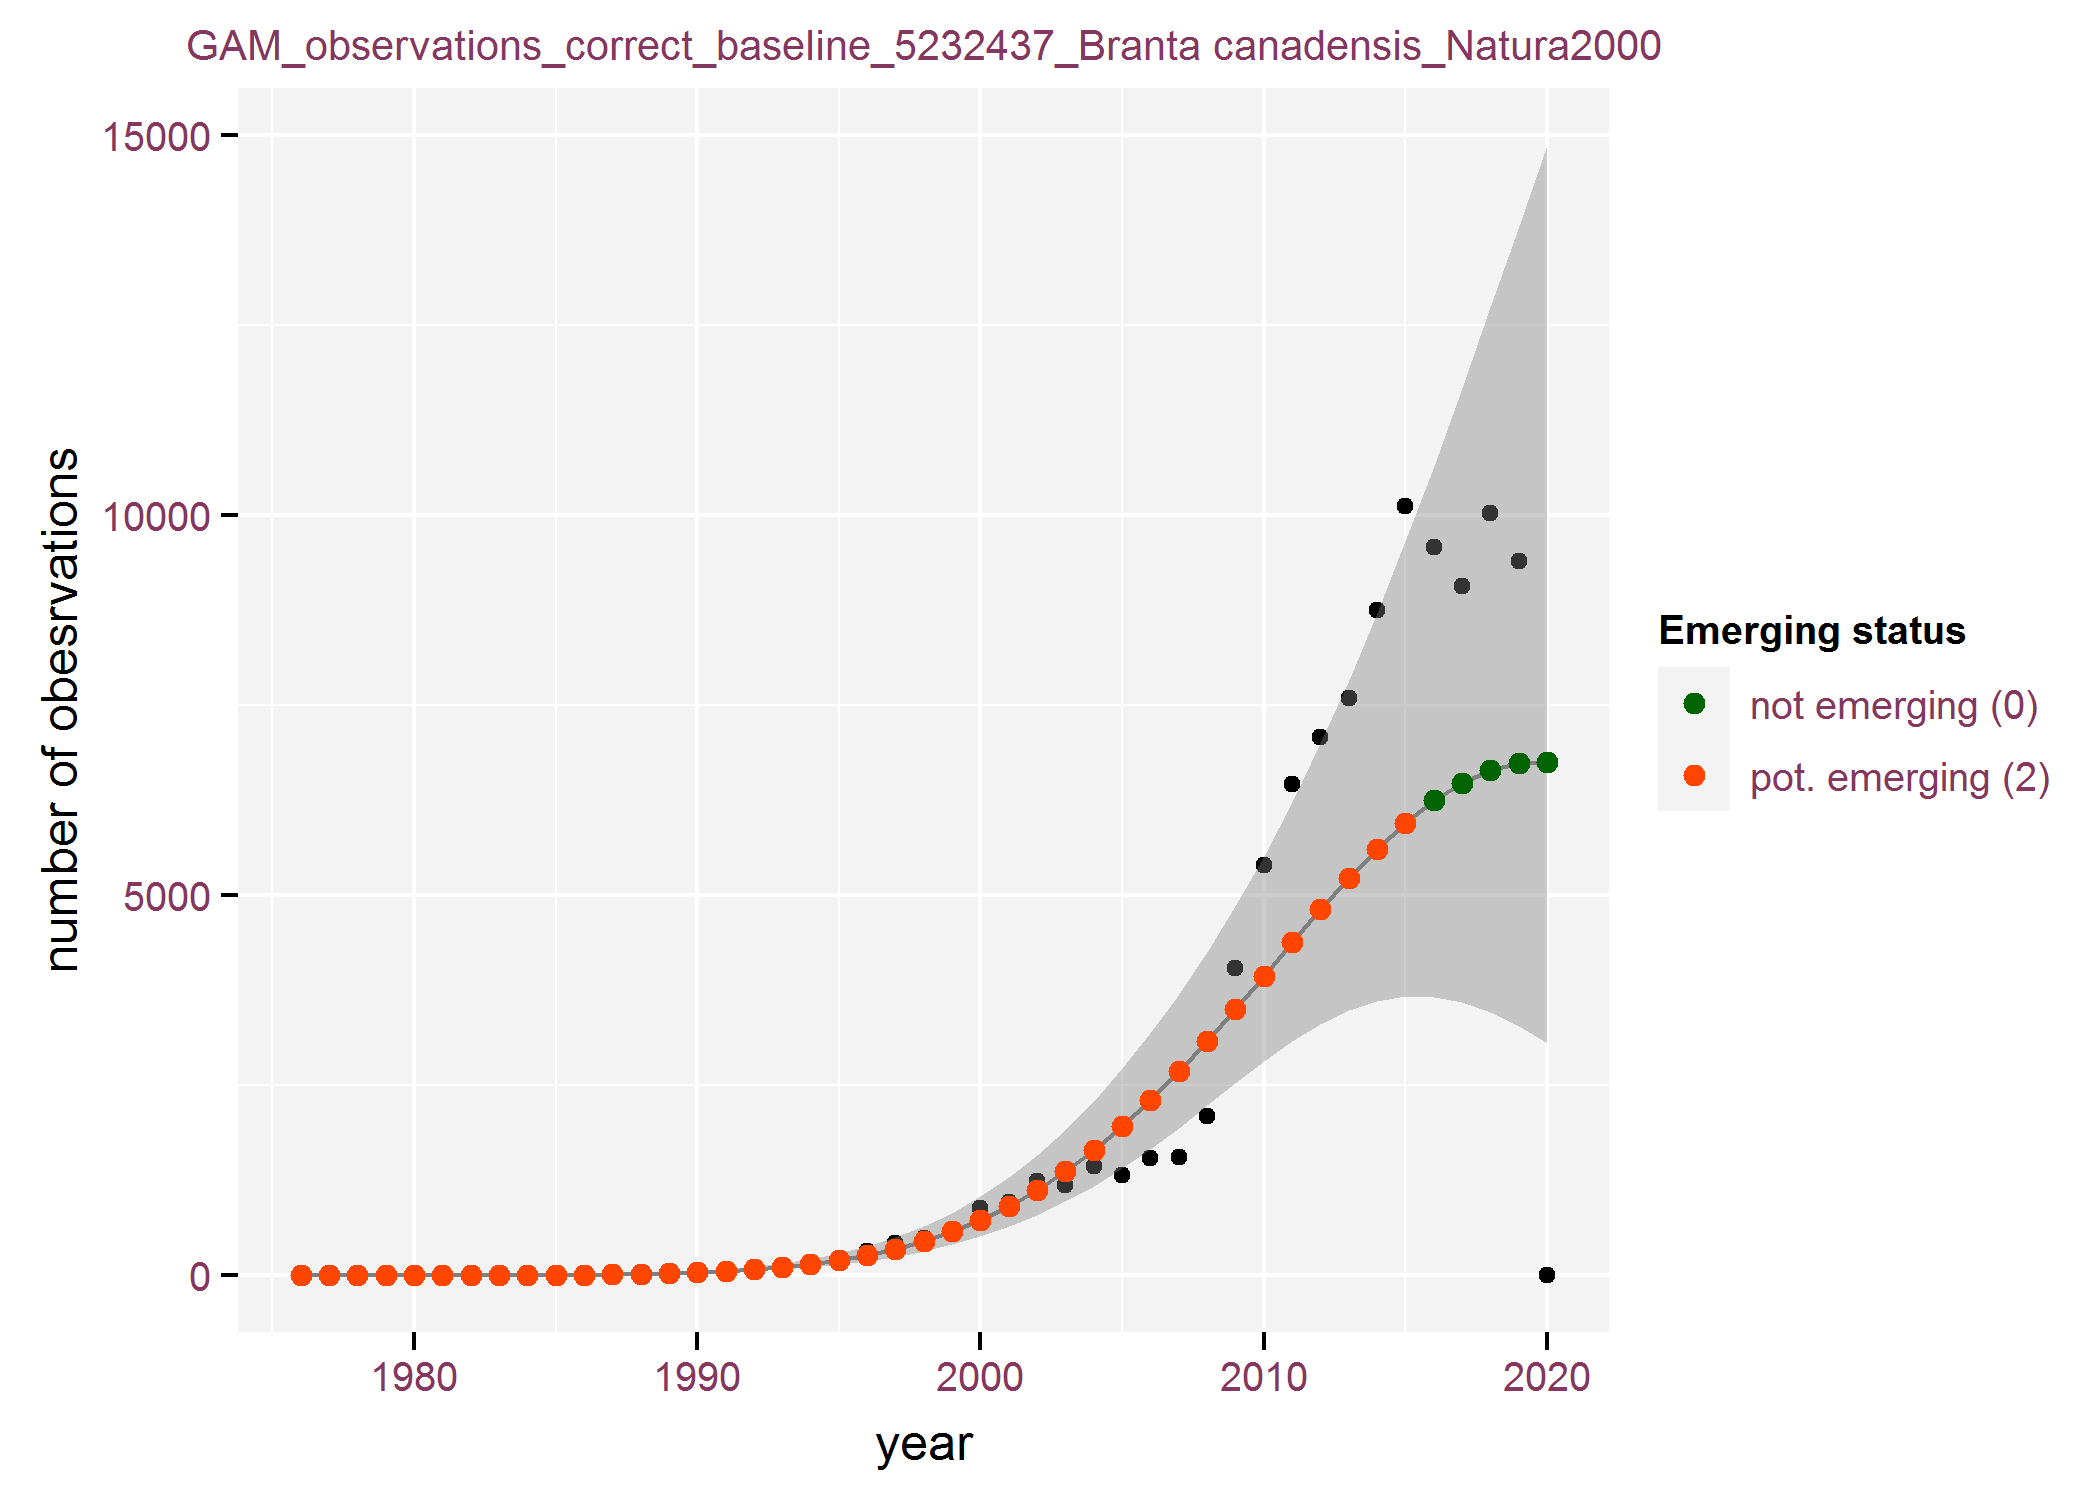 GAM_observations_correct_baseline_5232437_Branta canadensis_Natura2000
15000
10000
5000
0
number of obesrvations
1980
1990
2000
2010
2020
year
Emerging status
not emerging (0)
pot. emerging (2)